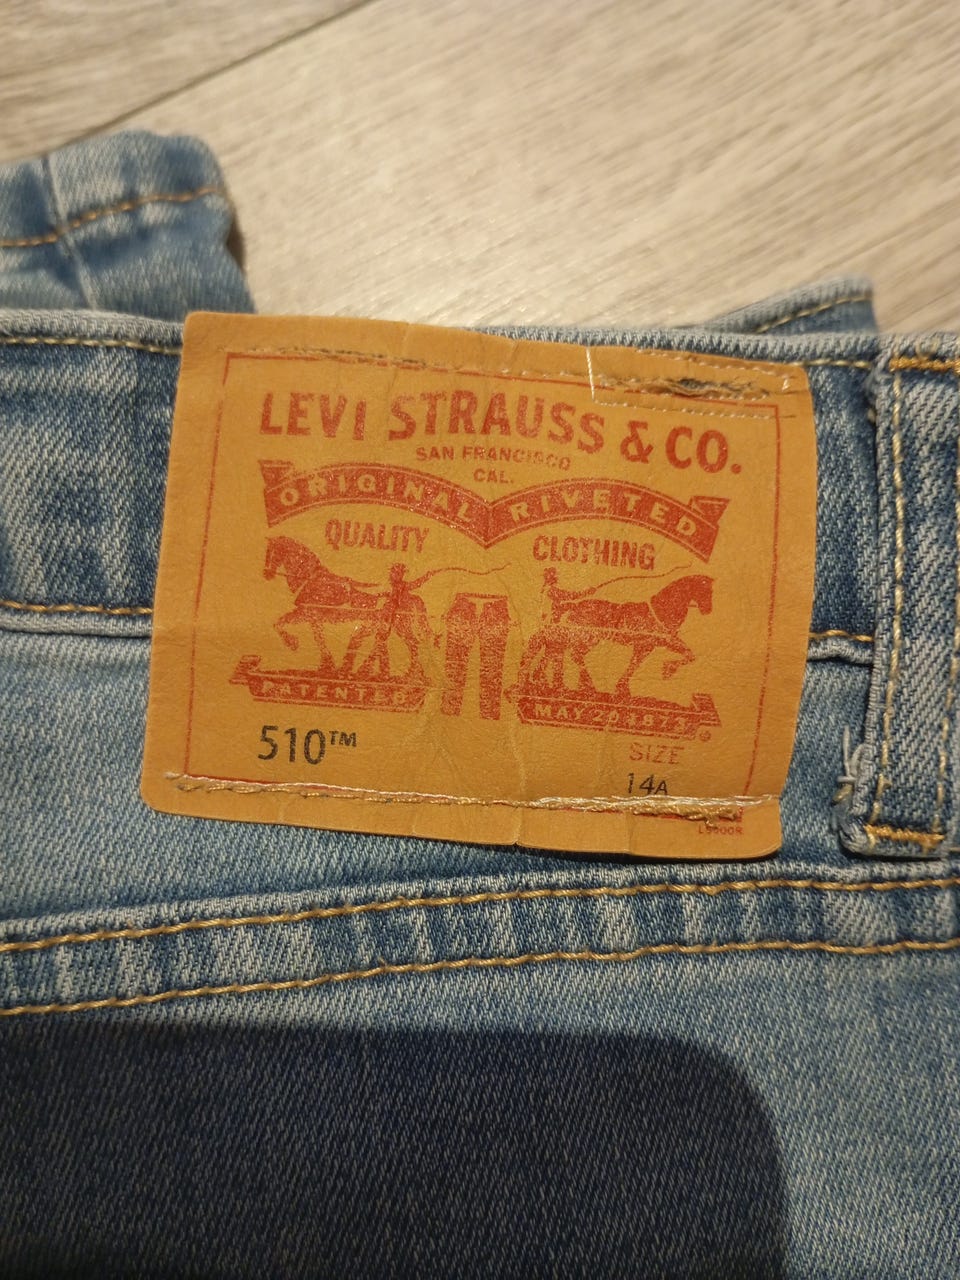 LEVI STRAUSS & CO.
SAN FRANCISCO
CAL.
ORIGINAL RIVETED
QUALITY CLOTHING
PATENTED MAY 20 1873
510™
SIZE
14A